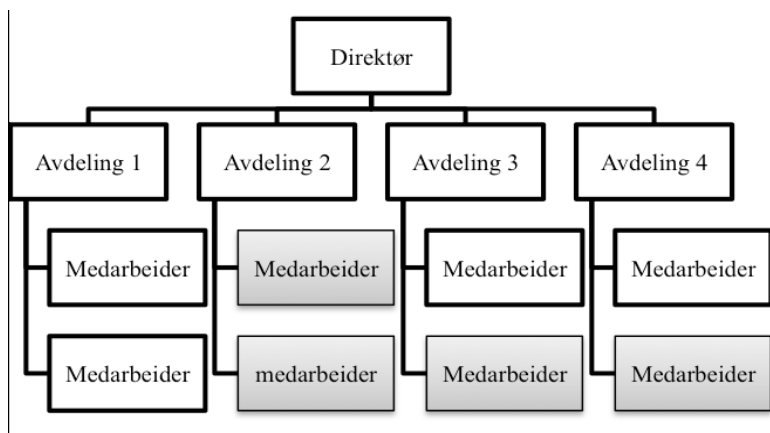 Direktør
Avdeling 1
Avdeling 2
Avdeling 3
Avdeling 4
Medarbeider
Medarbeider
Medarbeider
Medarbeider
Medarbeider
medarbeider
Medarbeider
Medarbeider